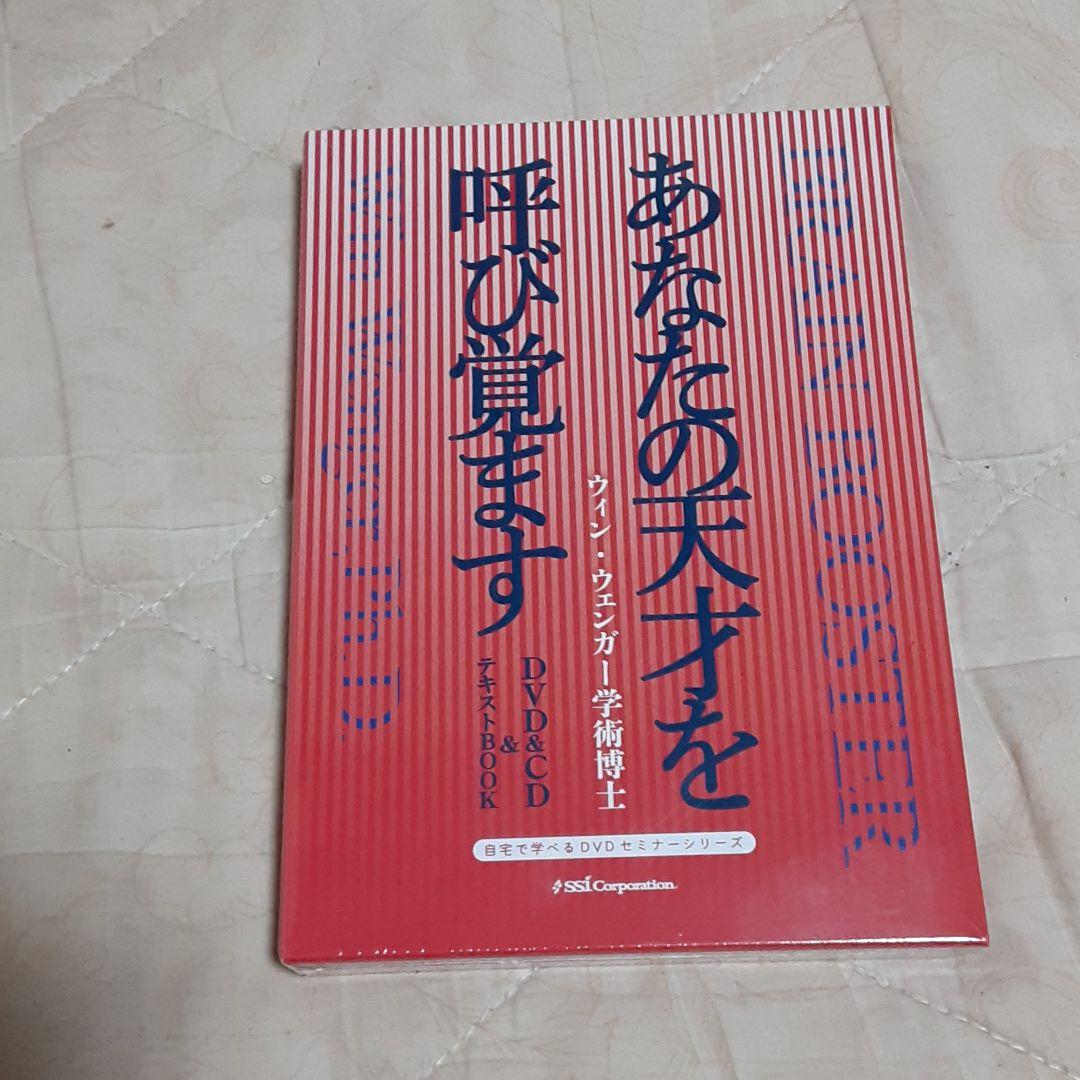 BRAIN BOOSTER
あなたの天才を
呼び覚ます
ウィン・ウェンガー学術博士
DVD&CD
&
テキストBOOK
Win Wenger, Ph.D
自宅で学べるDVDセミナーシリーズ
SSI Corporation